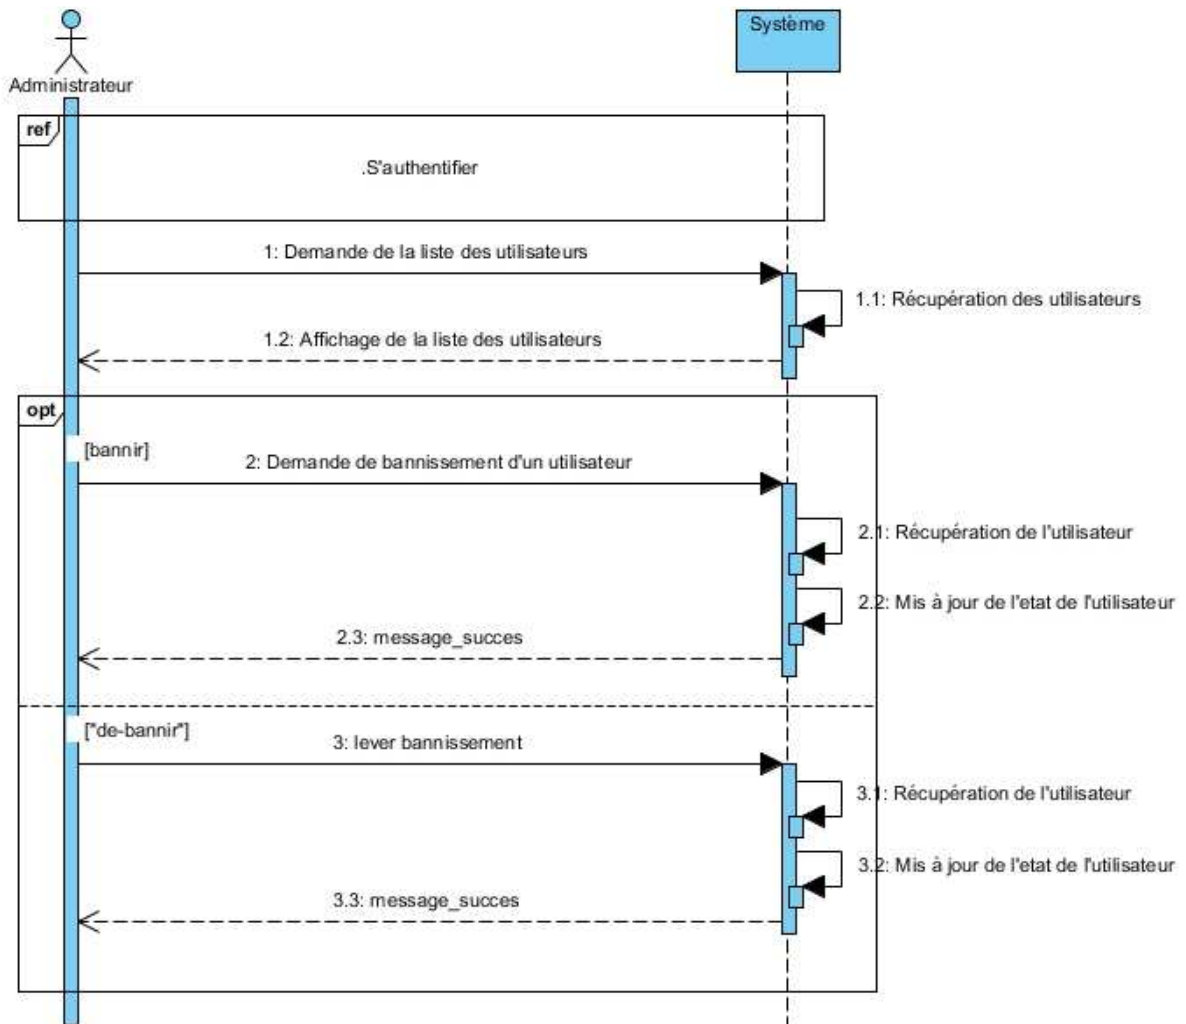 Système
Administrateur
ref
.S'authentifier
1: Demande de la liste des utilisateurs
1.1: Récupération des utilisateurs
1.2: Affichage de la liste des utilisateurs
opt
[bannir]
2: Demande de bannissement d'un utilisateur
2.1: Récupération de l'utilisateur
2.2: Mis à jour de l'etat de l'utilisateur
2.3: message_succes
["de-bannir"]
3: lever bannissement
3.1: Récupération de l'utilisateur
3.2: Mis à jour de l'etat de l'utilisateur
3.3: message_succes